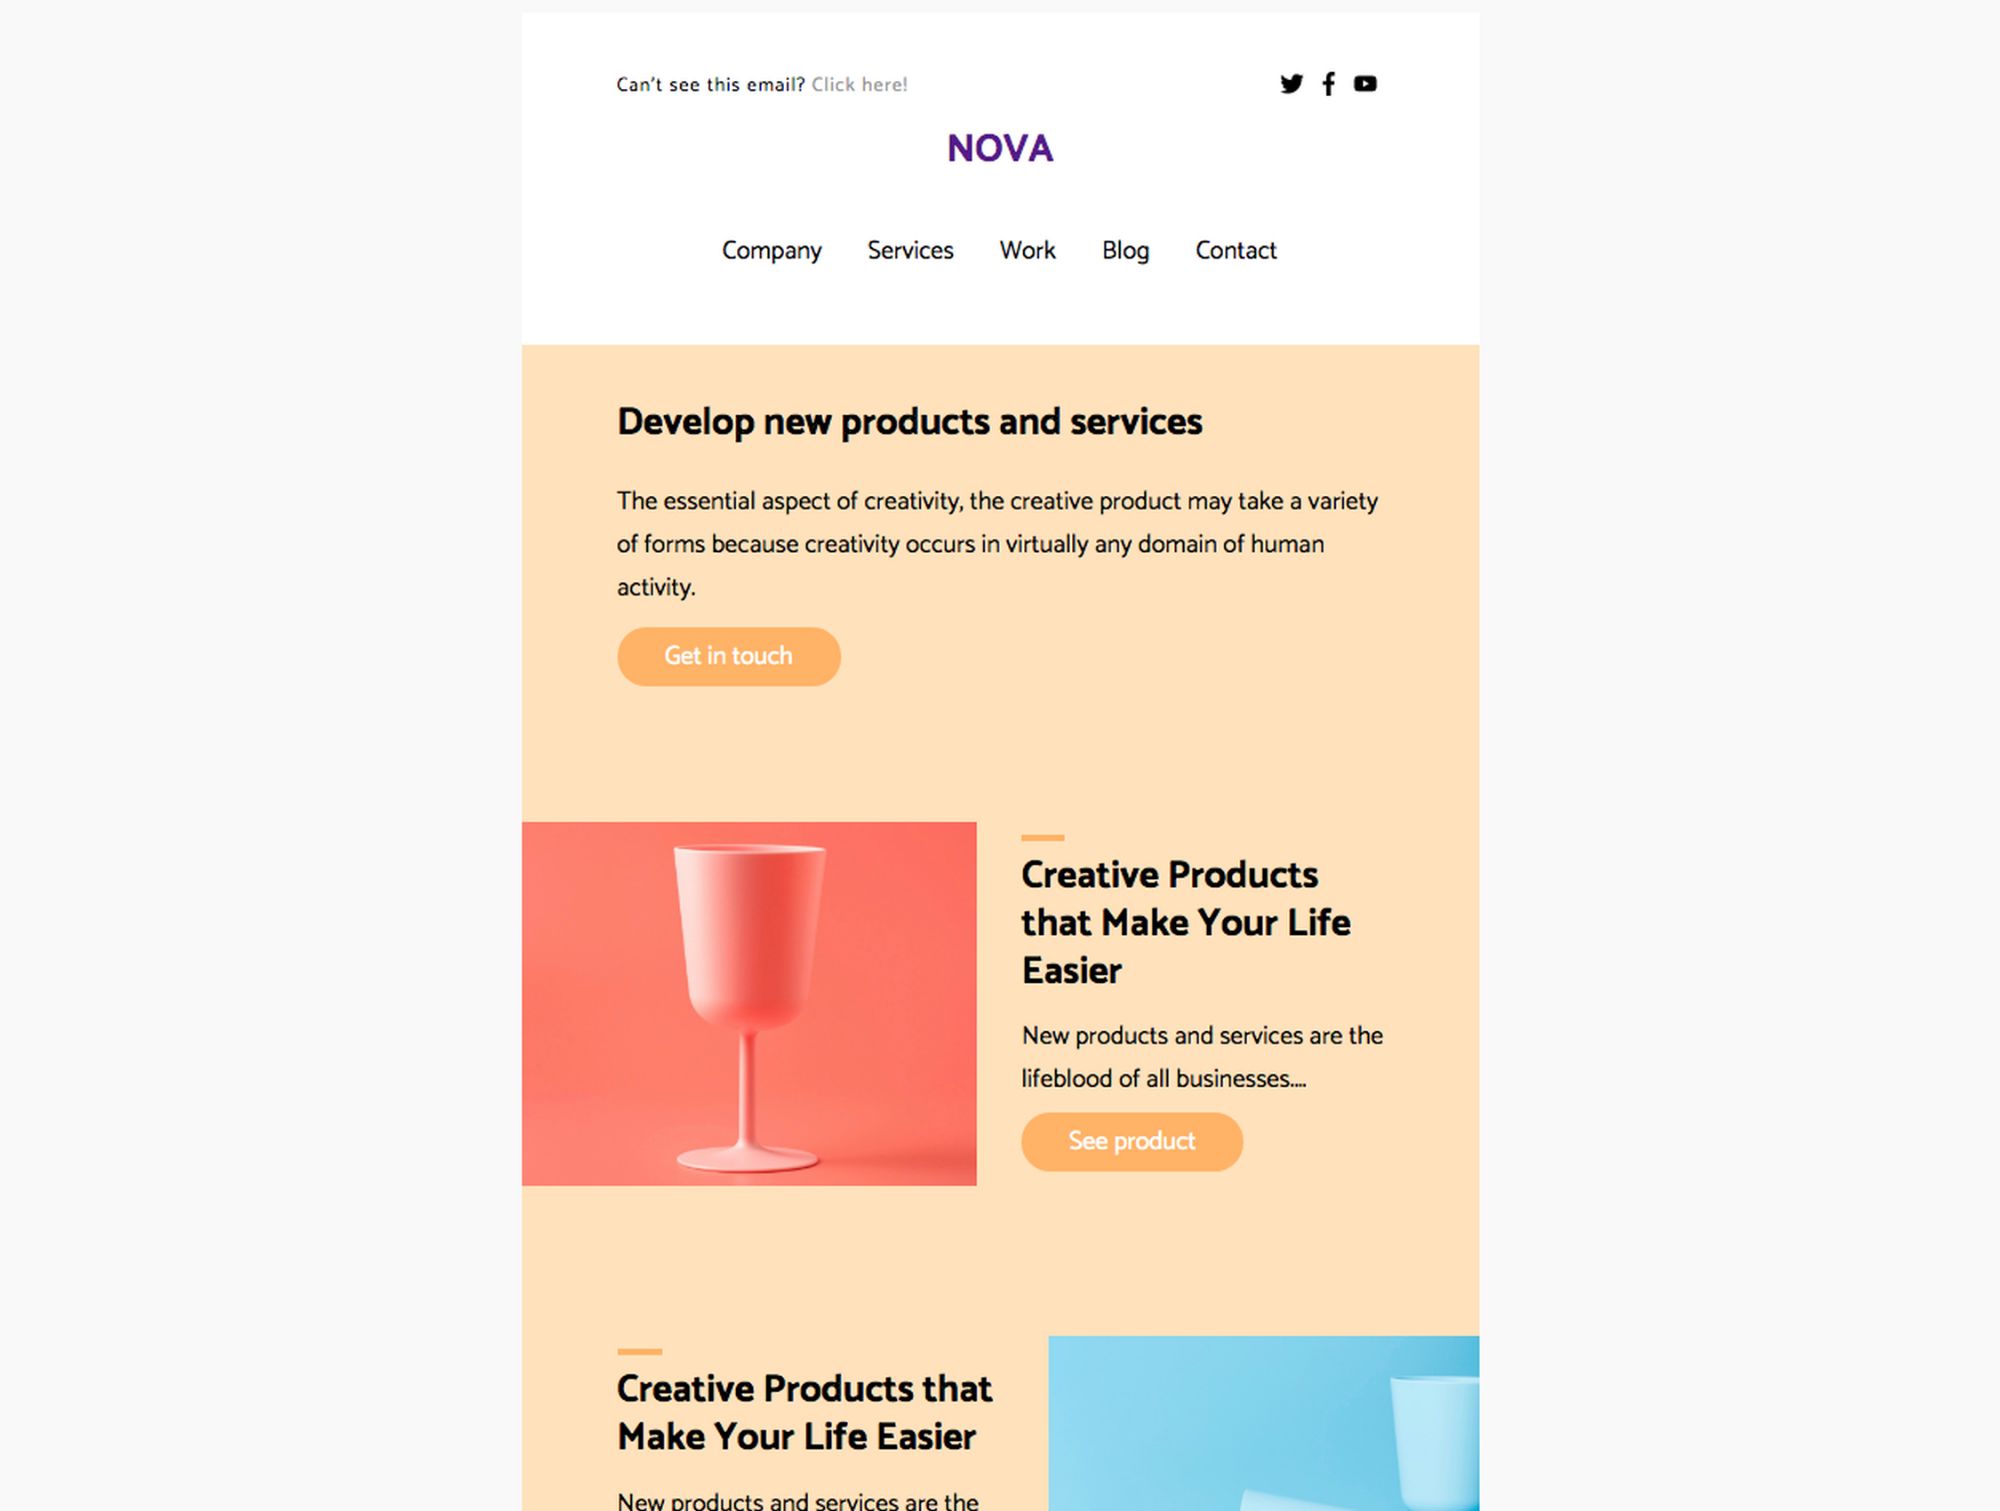 Can't see this email? Click here!
NOVA
Company Services Work Blog Contact
Develop new products and services
The essential aspect of creativity, the creative product may take a variety
of forms because creativity occurs in virtually any domain of human
activity.
Get in touch
Creative Products
that Make Your Life
Easier
New products and services are the
lifeblood of all businesses....
See product
Creative Products that
Make Your Life Easier
New products and services are the